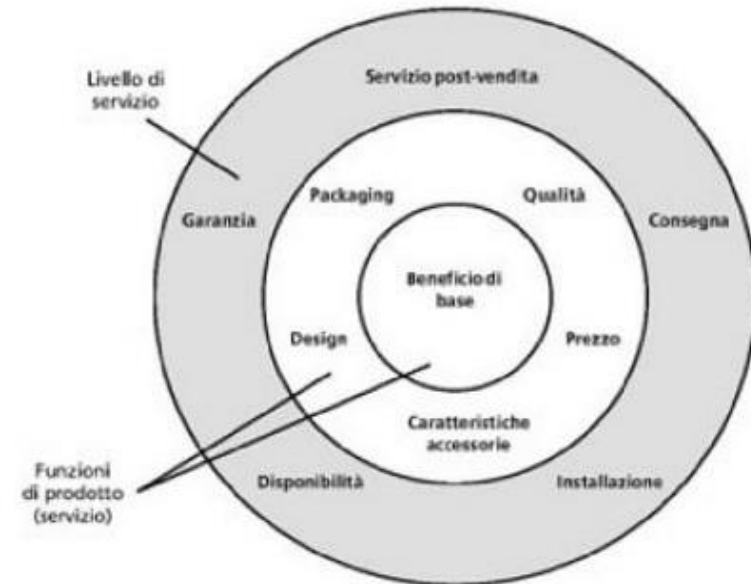 Livello di
servizio
Servizio post-vendita
Packaging
Qualità
Garanzia
Consegna
Beneficio di
base
Design
Prezzo
Caratteristiche
accessorie
Funzioni
di prodotto
(servizio)
Disponibilità
Installazione